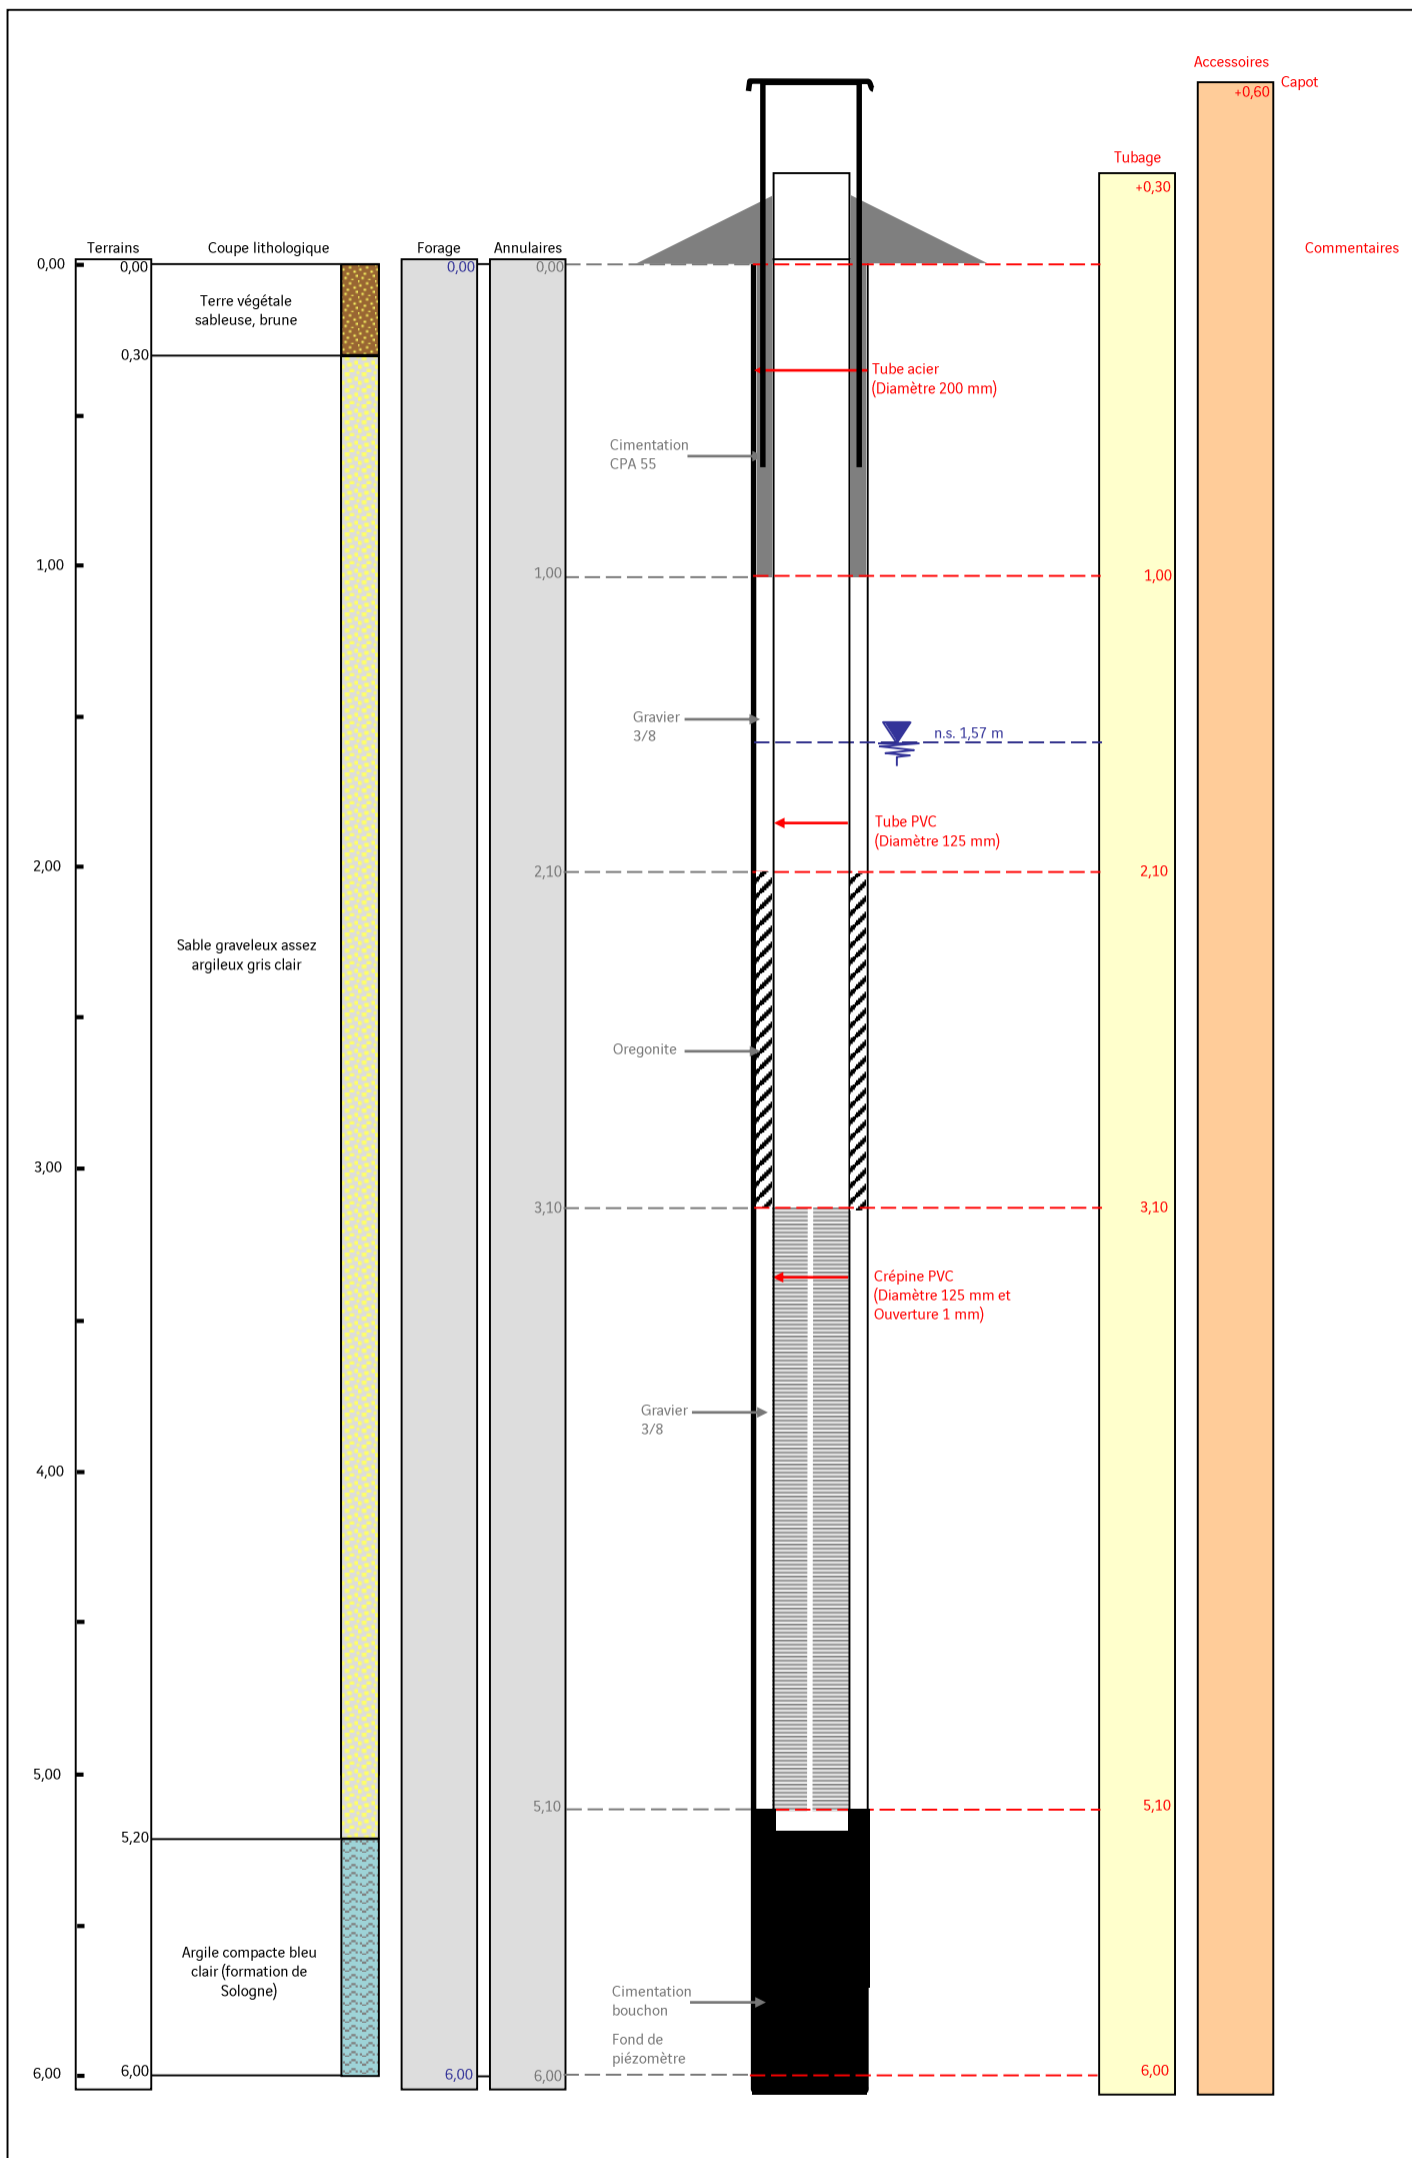 Accessoires
Capot
+0,60
Tubage
+0,30
Terrains
Coupe lithologique
Forage
Annulaires
Commentaires
0,00
0,00
0,00
0,00
Terre végétale
sableuse, brune
0,30
Tube acier
(Diamètre 200 mm)
Cimentation
CPA 55
1,00
1,00
1,00
Gravier
3/8
n.s. 1,57 m
Tube PVC
(Diamètre 125 mm)
2,00
2,10
2,10
Sable graveleux assez
argileux gris clair
Oregonite
3,00
3,10
3,10
Crépine PVC
(Diamètre 125 mm et
Ouverture 1 mm)
Gravier
3/8
4,00
5,00
5,10
5,10
5,20
Argile compacte bleu
clair (formation de
Sologne)
Cimentation
bouchon
Fond de
piézomètre
6,00
6,00
6,00
6,00
6,00